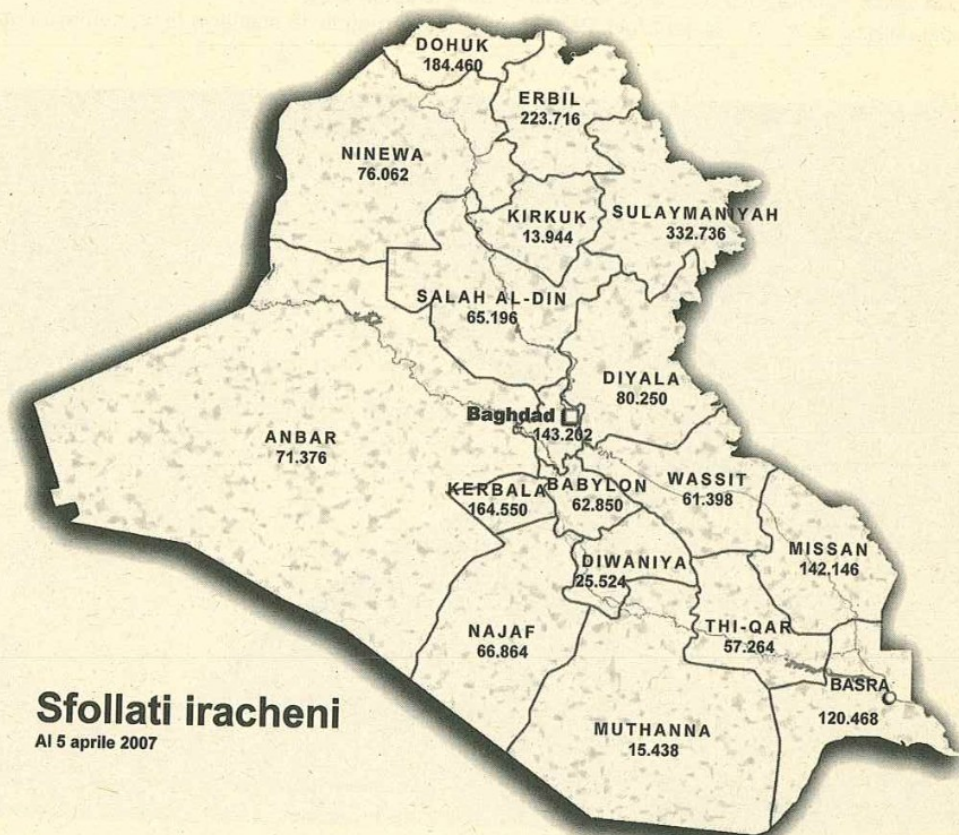 DOHUK
184.460
ERBIL
223.716
NINEWA
76.062
KIRKUK
13.944
SULAYMANIYAH
332.736
SALAH AL-DIN
65.196
DIYALA
80.250
Baghdad
143.202
ANBAR
71.376
KERBALA
164.550
BABYLON
62.850
WASSIT
61.398
DIWANIYA
25.524
MISSAN
142.146
NAJAF
66.864
THI-QAR
57.264
BASRA
120.468
MUTHANNA
15.438
Sfollati iracheni
Al 5 aprile 2007